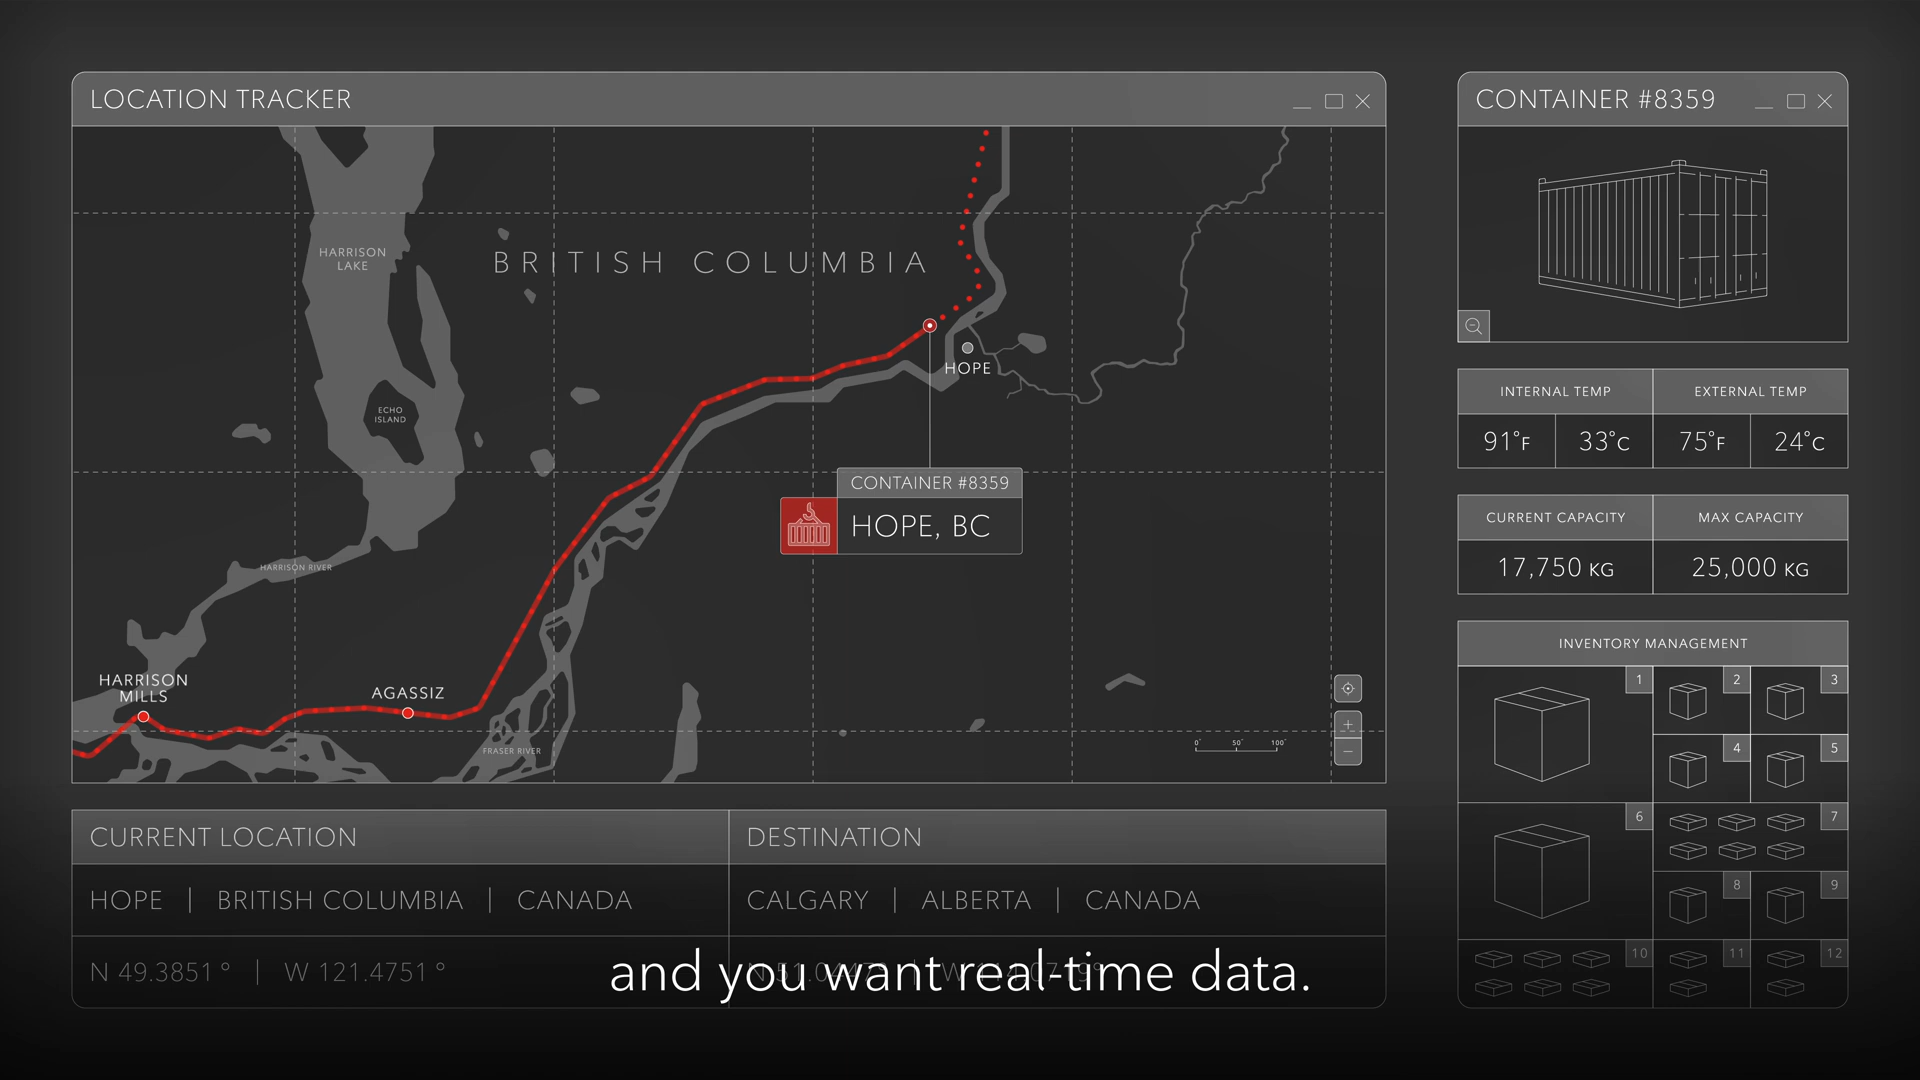 LOCATION TRACKER
HARRISON
LAKE
BRITISH COLUMBIA
HOPE
ECHO
ISLAND
CONTAINER #8359
HOPE, BC
HARRISON RIVER
HARRISON
MILLS
AGASSIZ
FRASER RIVER
0° 50° 100°
+
−
CURRENT LOCATION
HOPE | BRITISH COLUMBIA | CANADA
N 49.3851 ° | W 121.4751 °
DESTINATION
CALGARY | ALBERTA | CANADA
and you want real-time data.
CONTAINER #8359
INTERNAL TEMP EXTERNAL TEMP
91°F 33°C 75°F 24°C
CURRENT CAPACITY MAX CAPACITY
17,750 KG 25,000 KG
INVENTORY MANAGEMENT
1 2 3
4 5
6 7
8 9
10 11 12